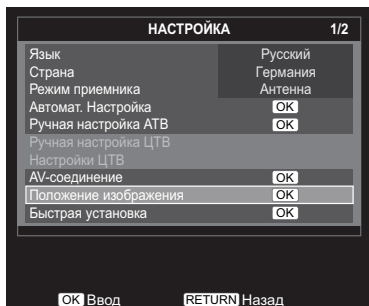 НАСТРОЙКА 1/2
Язык Русский
Страна Германия
Режим приемника Антенна
Автомат. Настройка OK
Ручная настройка АТВ OK
Ручная настройка ЦТВ
Настройки ЦТВ
AV-соединение OK
Положение изображения OK
Быстрая установка OK
OK Ввод RETURN Назад